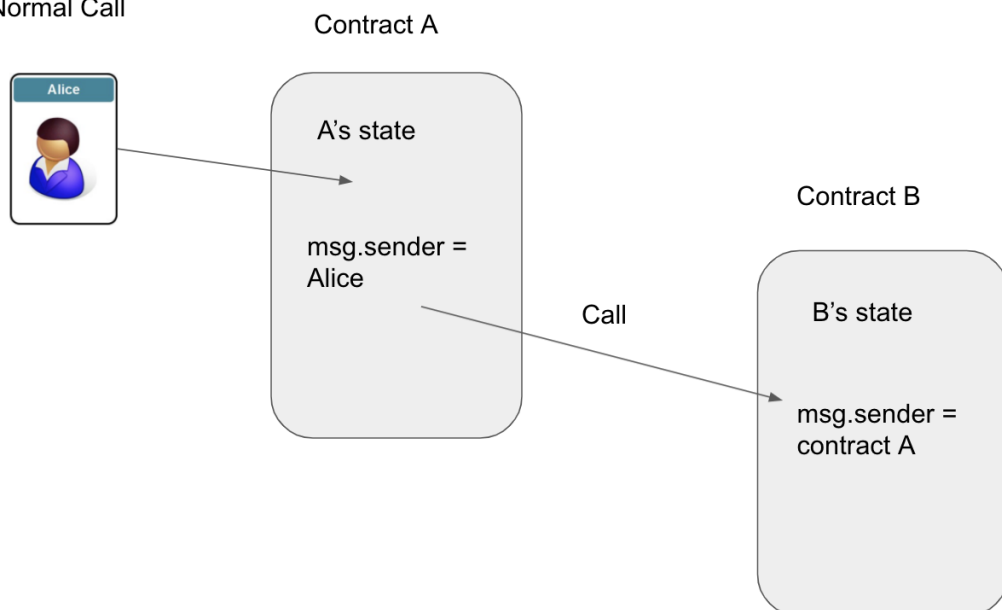 Normal Call
Contract A
Alice
A’s state
msg.sender =
Alice
Call
Contract B
B’s state
msg.sender =
contract A